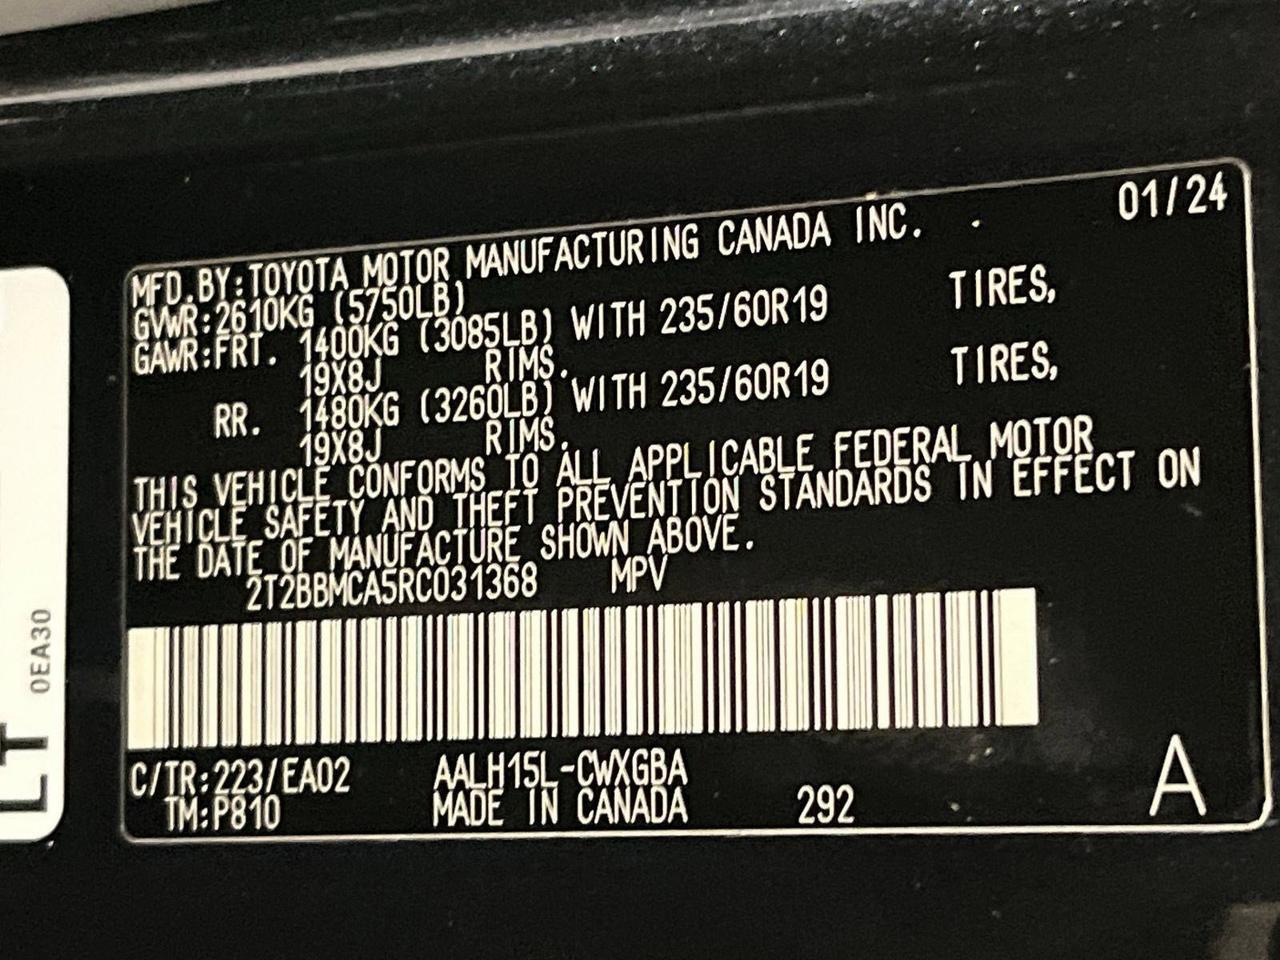 01/24
MFD.BY:TOYOTA MOTOR MANUFACTURING CANADA INC. .
GVWR:2610KG (5750LB)
GAWR:FRT. 1400KG (3085LB) WITH 235/60R19 TIRES,
19X8J RIMS.
RR. 1480KG (3260LB) WITH 235/60R19 TIRES,
19X8J RIMS.
THIS VEHICLE CONFORMS TO ALL APPLICABLE FEDERAL MOTOR
VEHICLE SAFETY AND THEFT PREVENTION STANDARDS IN EFFECT ON
THE DATE OF MANUFACTURE SHOWN ABOVE.
2T2BBMCA5RC031368 MPV
C/TR:223/EA02 AALH15L-CWXGBA
TM:P810 MADE IN CANADA 292 A
0EA30
LT